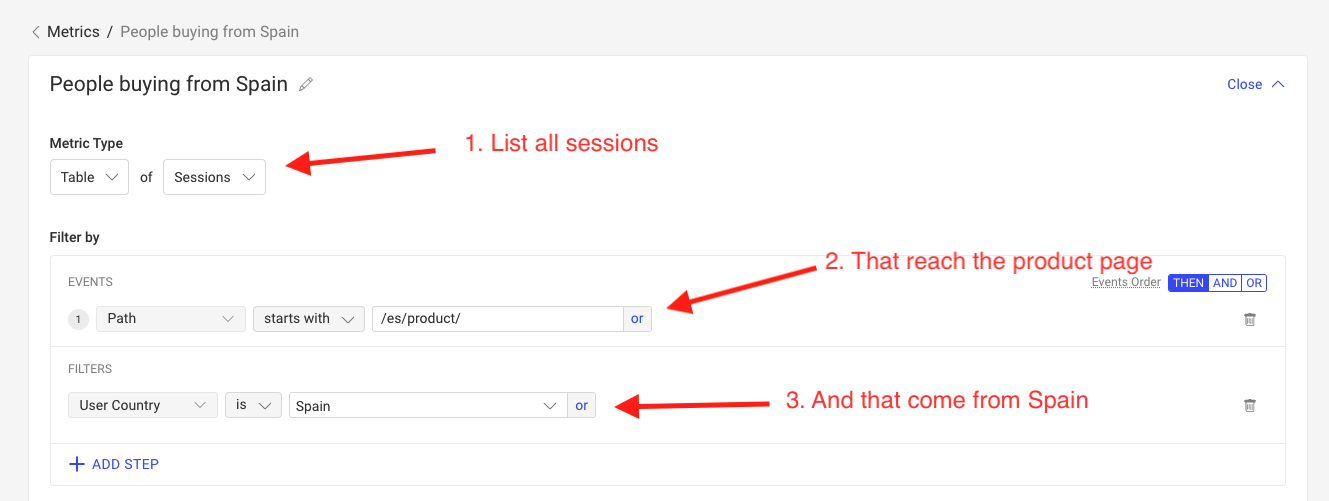 Metrics / People buying from Spain
People buying from Spain
Close
Metric Type
1. List all sessions
Table of Sessions
Filter by
2. That reach the product page
EVENTS
Events Order THEN AND OR
1 Path starts with /es/product/ or
FILTERS
User Country is Spain or
3. And that come from Spain
+ ADD STEP